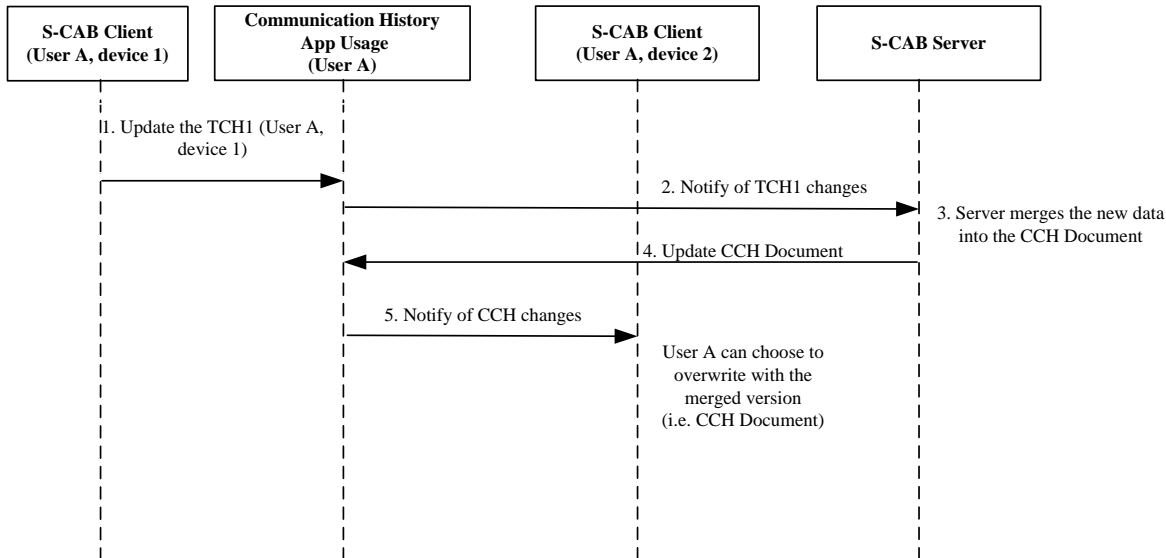 S-CAB Client
(User A, device 1)
Communication History
App Usage
(User A)
S-CAB Client
(User A, device 2)
S-CAB Server
1. Update the TCH1 (User A,
device 1)
2. Notify of TCH1 changes
3. Server merges the new data
into the CCH Document
4. Update CCH Document
5. Notify of CCH changes
User A can choose to
overwrite with the
merged version
(i.e. CCH Document)